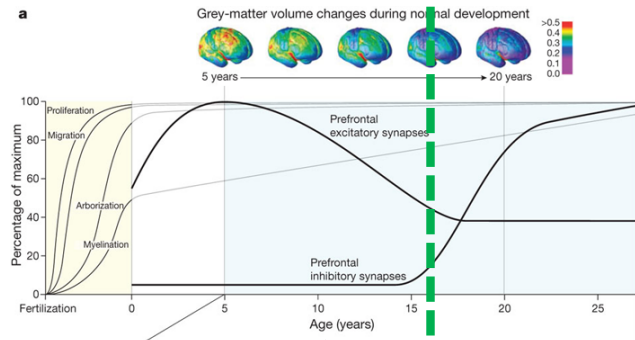 a
Grey-matter volume changes during normal development
>0.5
0.4
0.3
0.2
0.1
0.0
5 years
20 years
Percentage of maximum
100
80
60
40
20
0
Proliferation
Migration
Arborization
Myelination
Prefrontal
excitatory synapses
Prefrontal
inhibitory synapses
Fertilization
0
5
10
15
20
25
Age (years)